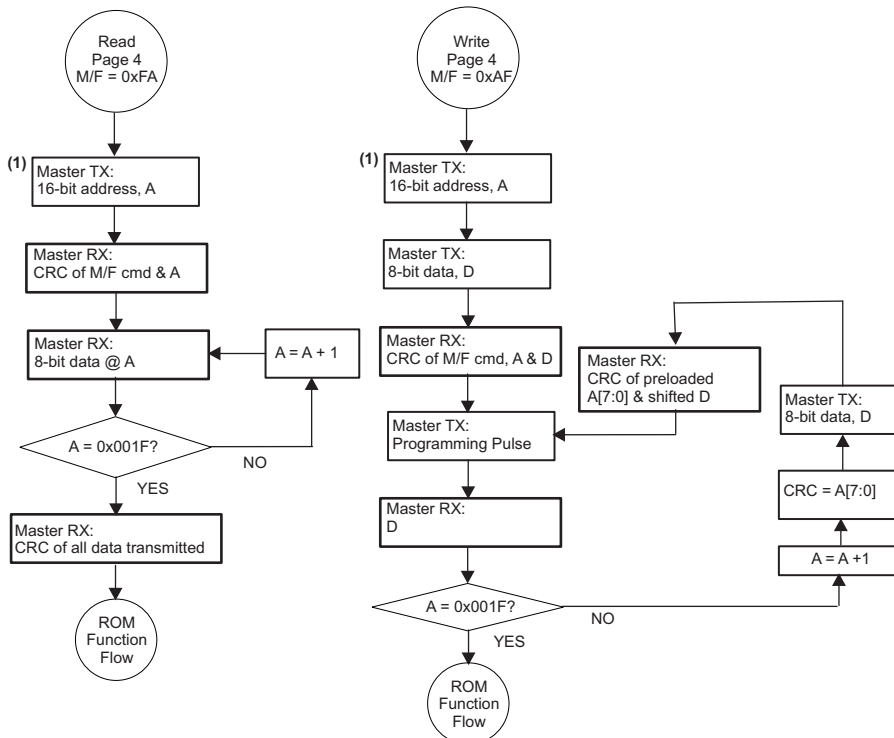 Read
Page 4
M/F = 0xFA
(1)
Master TX:
16-bit address, A
Master RX:
CRC of M/F cmd & A
Master RX:
8-bit data @ A
A = A + 1
A = 0x001F?
NO
YES
Master RX:
CRC of all data transmitted
ROM
Function
Flow
Write
Page 4
M/F = 0xAF
(1)
Master TX:
16-bit address, A
Master TX:
8-bit data, D
Master RX:
CRC of M/F cmd, A & D
Master TX:
Programming Pulse
Master RX:
D
A = 0x001F?
NO
YES
ROM
Function
Flow
A = A +1
CRC = A[7:0]
Master TX:
8-bit data, D
Master RX:
CRC of preloaded
A[7:0] & shifted D